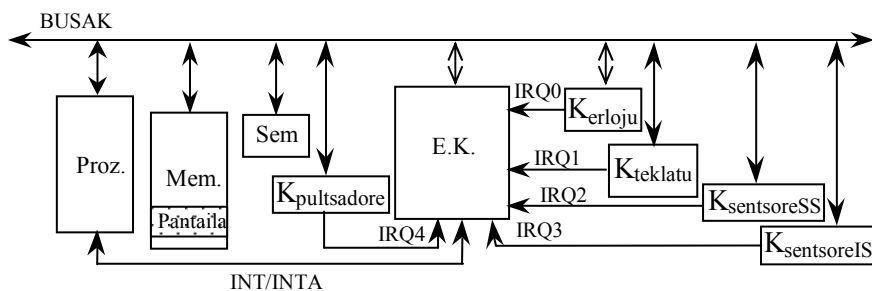 BUSAK
Proz.
Mem.
Pantaila
Sem
Kpultsadore
E.K.
IRQ0
Kerloju
IRQ1
Kteklatu
IRQ2
KsentsoreSS
IRQ3
KsentsoreIS
IRQ4
INT/INTA